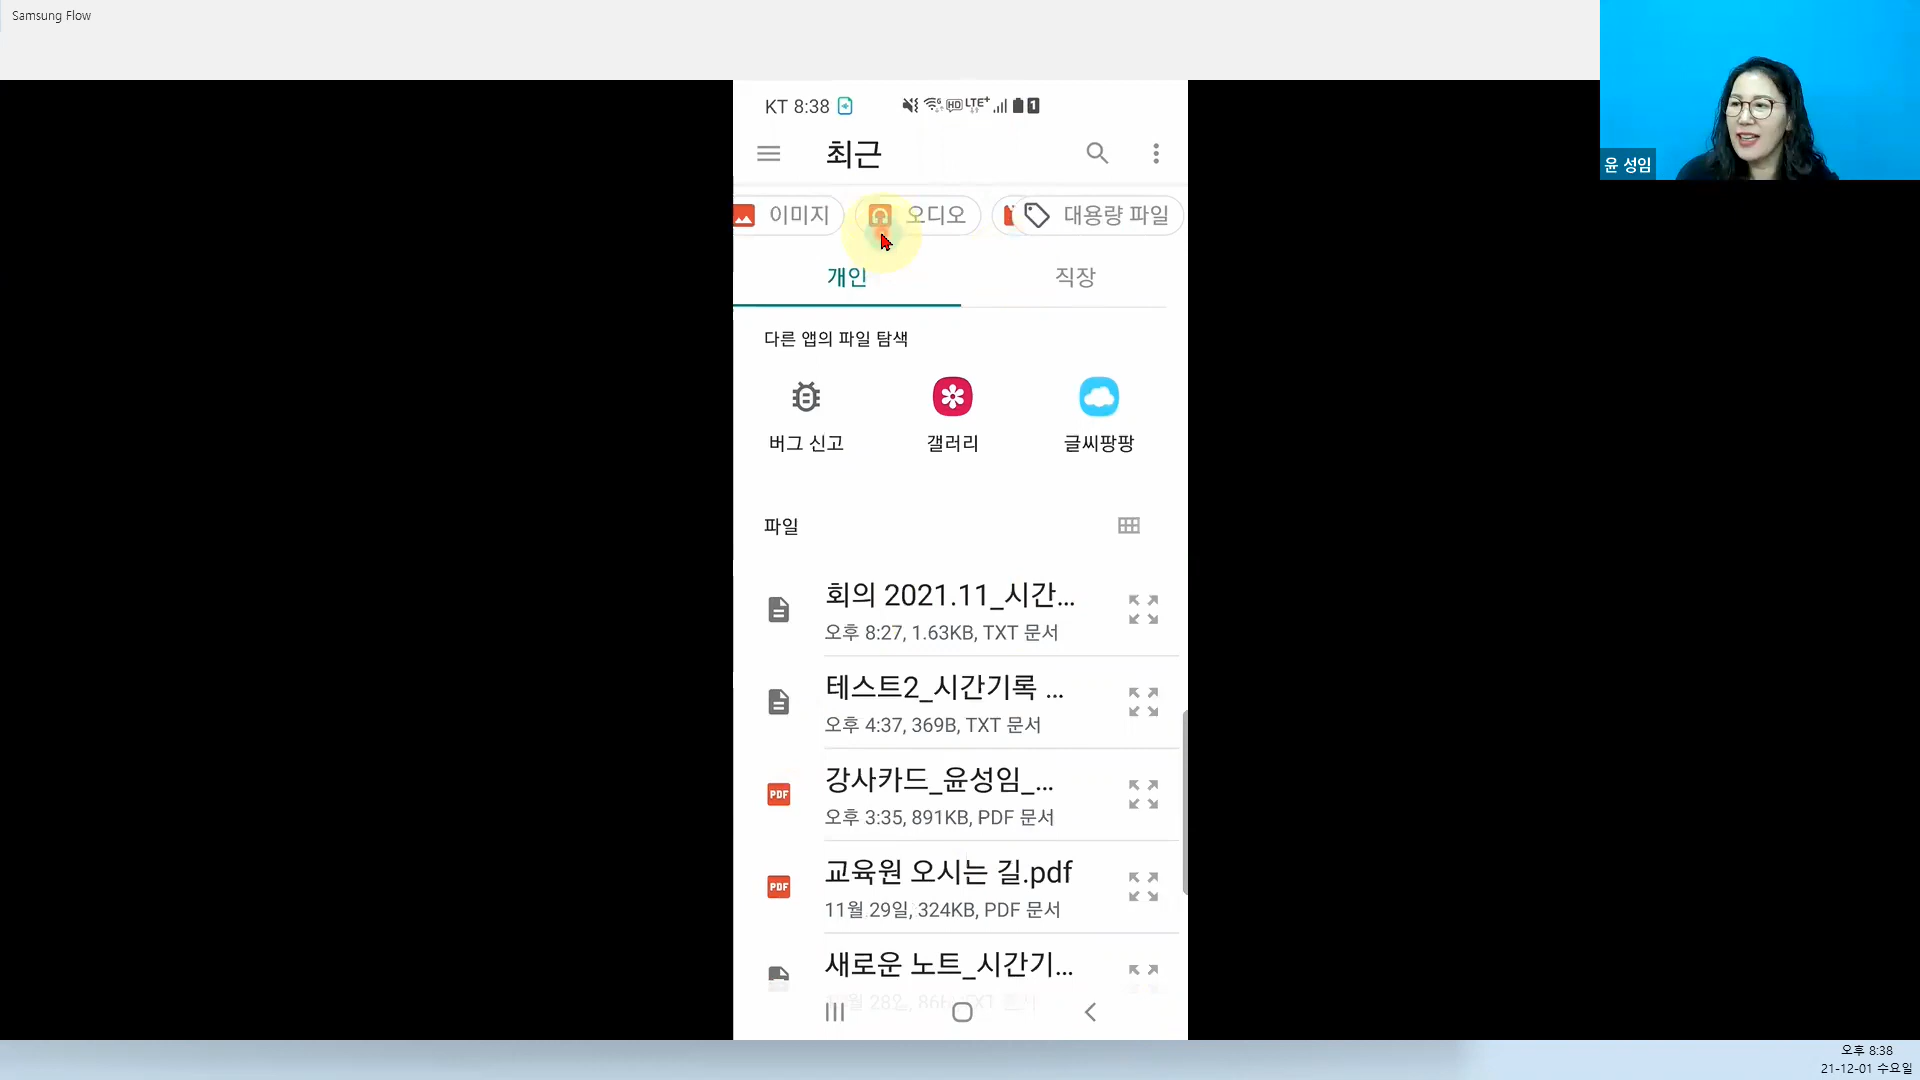 Samsung Flow
윤 성임
KT 8:38
HD LTE+
1
최근
이미지
오디오
대용량 파일
개인
직장
다른 앱의 파일 탐색
버그 신고
갤러리
글씨팡팡
파일
회의 2021.11_시간...
오후 8:27, 1.63KB, TXT 문서
테스트2_시간기록 ...
오후 4:37, 369B, TXT 문서
PDF
강사카드_윤성임_...
오후 3:35, 891KB, PDF 문서
PDF
교육원 오시는 길.pdf
11월 29일, 324KB, PDF 문서
새로운 노트_시간기...
오후 8:38
21-12-01 수요일